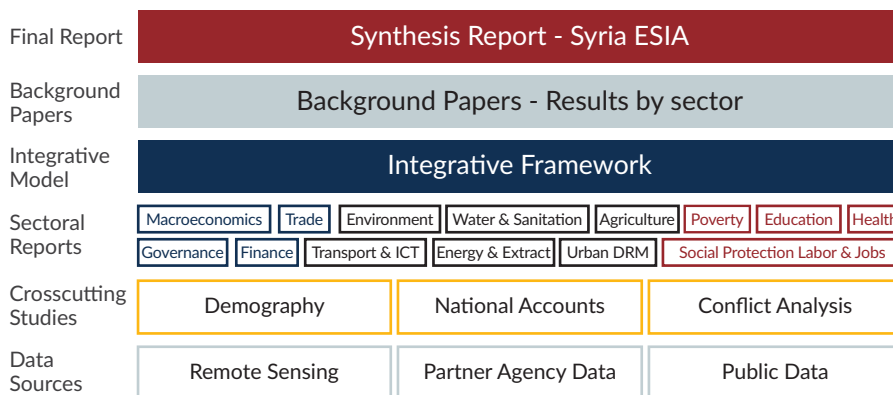 Final Report
Synthesis Report - Syria ESIA
Background
Papers
Background Papers - Results by sector
Integrative
Model
Integrative Framework
Sectoral
Reports
Macroeconomics Trade Environment Water & Sanitation Agriculture Poverty Education Health
Governance Finance Transport & ICT Energy & Extract Urban DRM Social Protection Labor & Jobs
Crosscutting
Studies
Demography National Accounts Conflict Analysis
Data
Sources
Remote Sensing Partner Agency Data Public Data